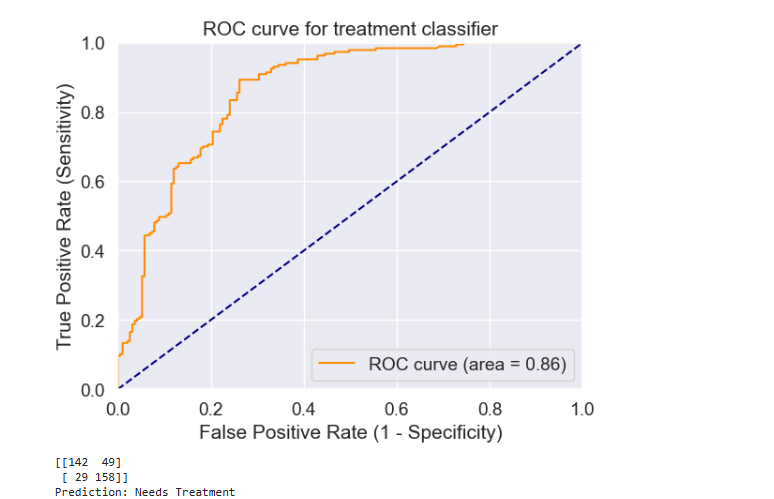 ROC curve for treatment classifier
1.0
0.8
0.6
0.4
0.2
0.0
True Positive Rate (Sensitivity)
ROC curve (area = 0.86)
0.0 0.2 0.4 0.6 0.8 1.0
False Positive Rate (1 - Specificity)
[[142  49]
 [ 29 158]]
Prediction: Needs Treatment